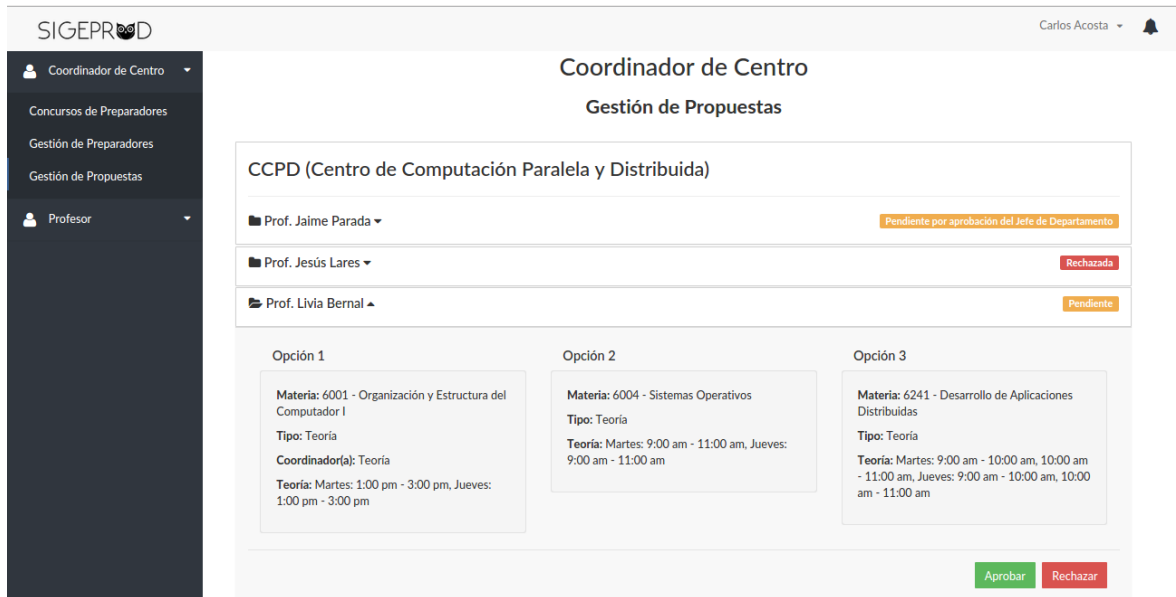 SIGEPROD
Carlos Acosta
Coordinador de Centro
Concursos de Preparadores
Gestión de Preparadores
Gestión de Propuestas
Profesor
Coordinador de Centro
Gestión de Propuestas
CCPD (Centro de Computación Paralela y Distribuida)
Prof. Jaime Parada
Pendiente por aprobación del Jefe de Departamento
Prof. Jesús Lares
Rechazada
Prof. Livia Bernal
Pendiente
Opción 1
Materia: 6001 - Organización y Estructura del
Computador I
Tipo: Teoría
Coordinador(a): Teoría
Teoría: Martes: 1:00 pm - 3:00 pm, Jueves:
1:00 pm - 3:00 pm
Opción 2
Materia: 6004 - Sistemas Operativos
Tipo: Teoría
Teoría: Martes: 9:00 am - 11:00 am, Jueves:
9:00 am - 11:00 am
Opción 3
Materia: 6241 - Desarrollo de Aplicaciones
Distribuidas
Tipo: Teoría
Teoría: Martes: 9:00 am - 10:00 am, 10:00 am
- 11:00 am, Jueves: 9:00 am - 10:00 am, 10:00
am - 11:00 am
Aprobar
Rechazar